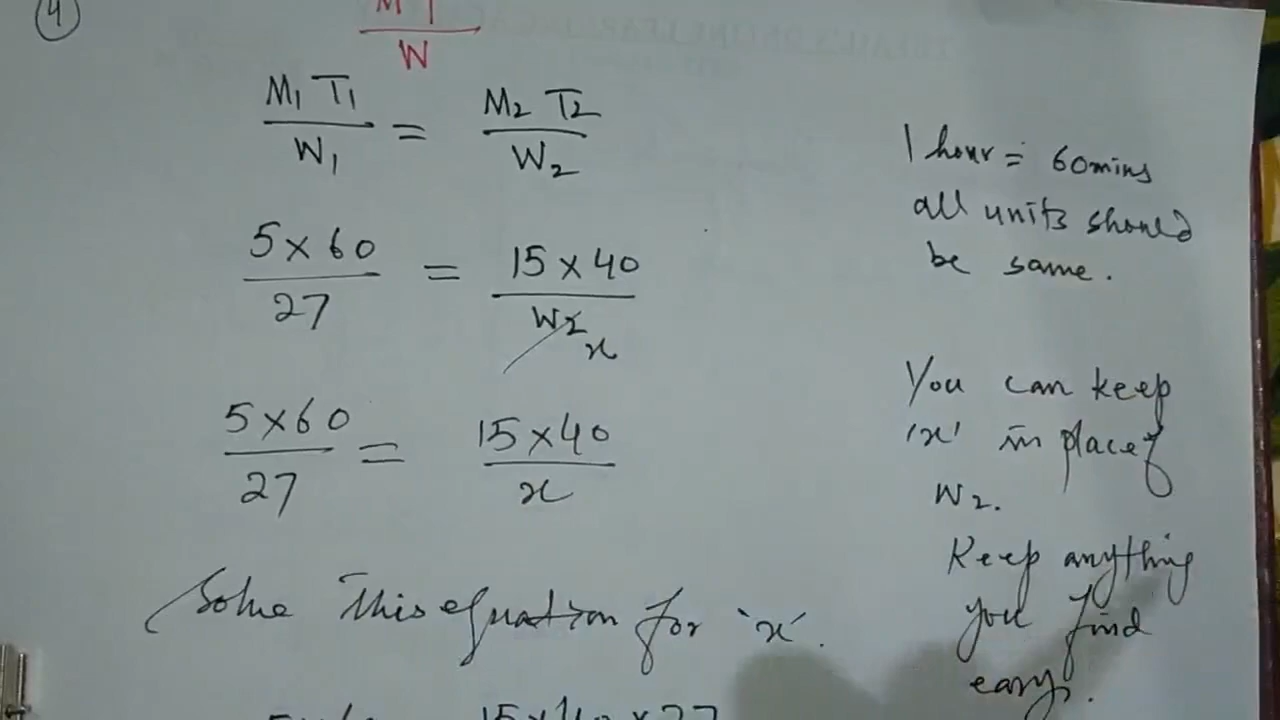 4
M T
W
M₁ T₁ / W₁ = M₂ T₂ / W₂
5 x 60 / 27 = 15 x 40 / W₂ x
5 x 60 / 27 = 15 x 40 / x
Solve This equation for 'x'.
1 hour = 60 mins
all units should
be same.
You can keep
'x' in place of
W₂.
Keep anything
you find
easy.